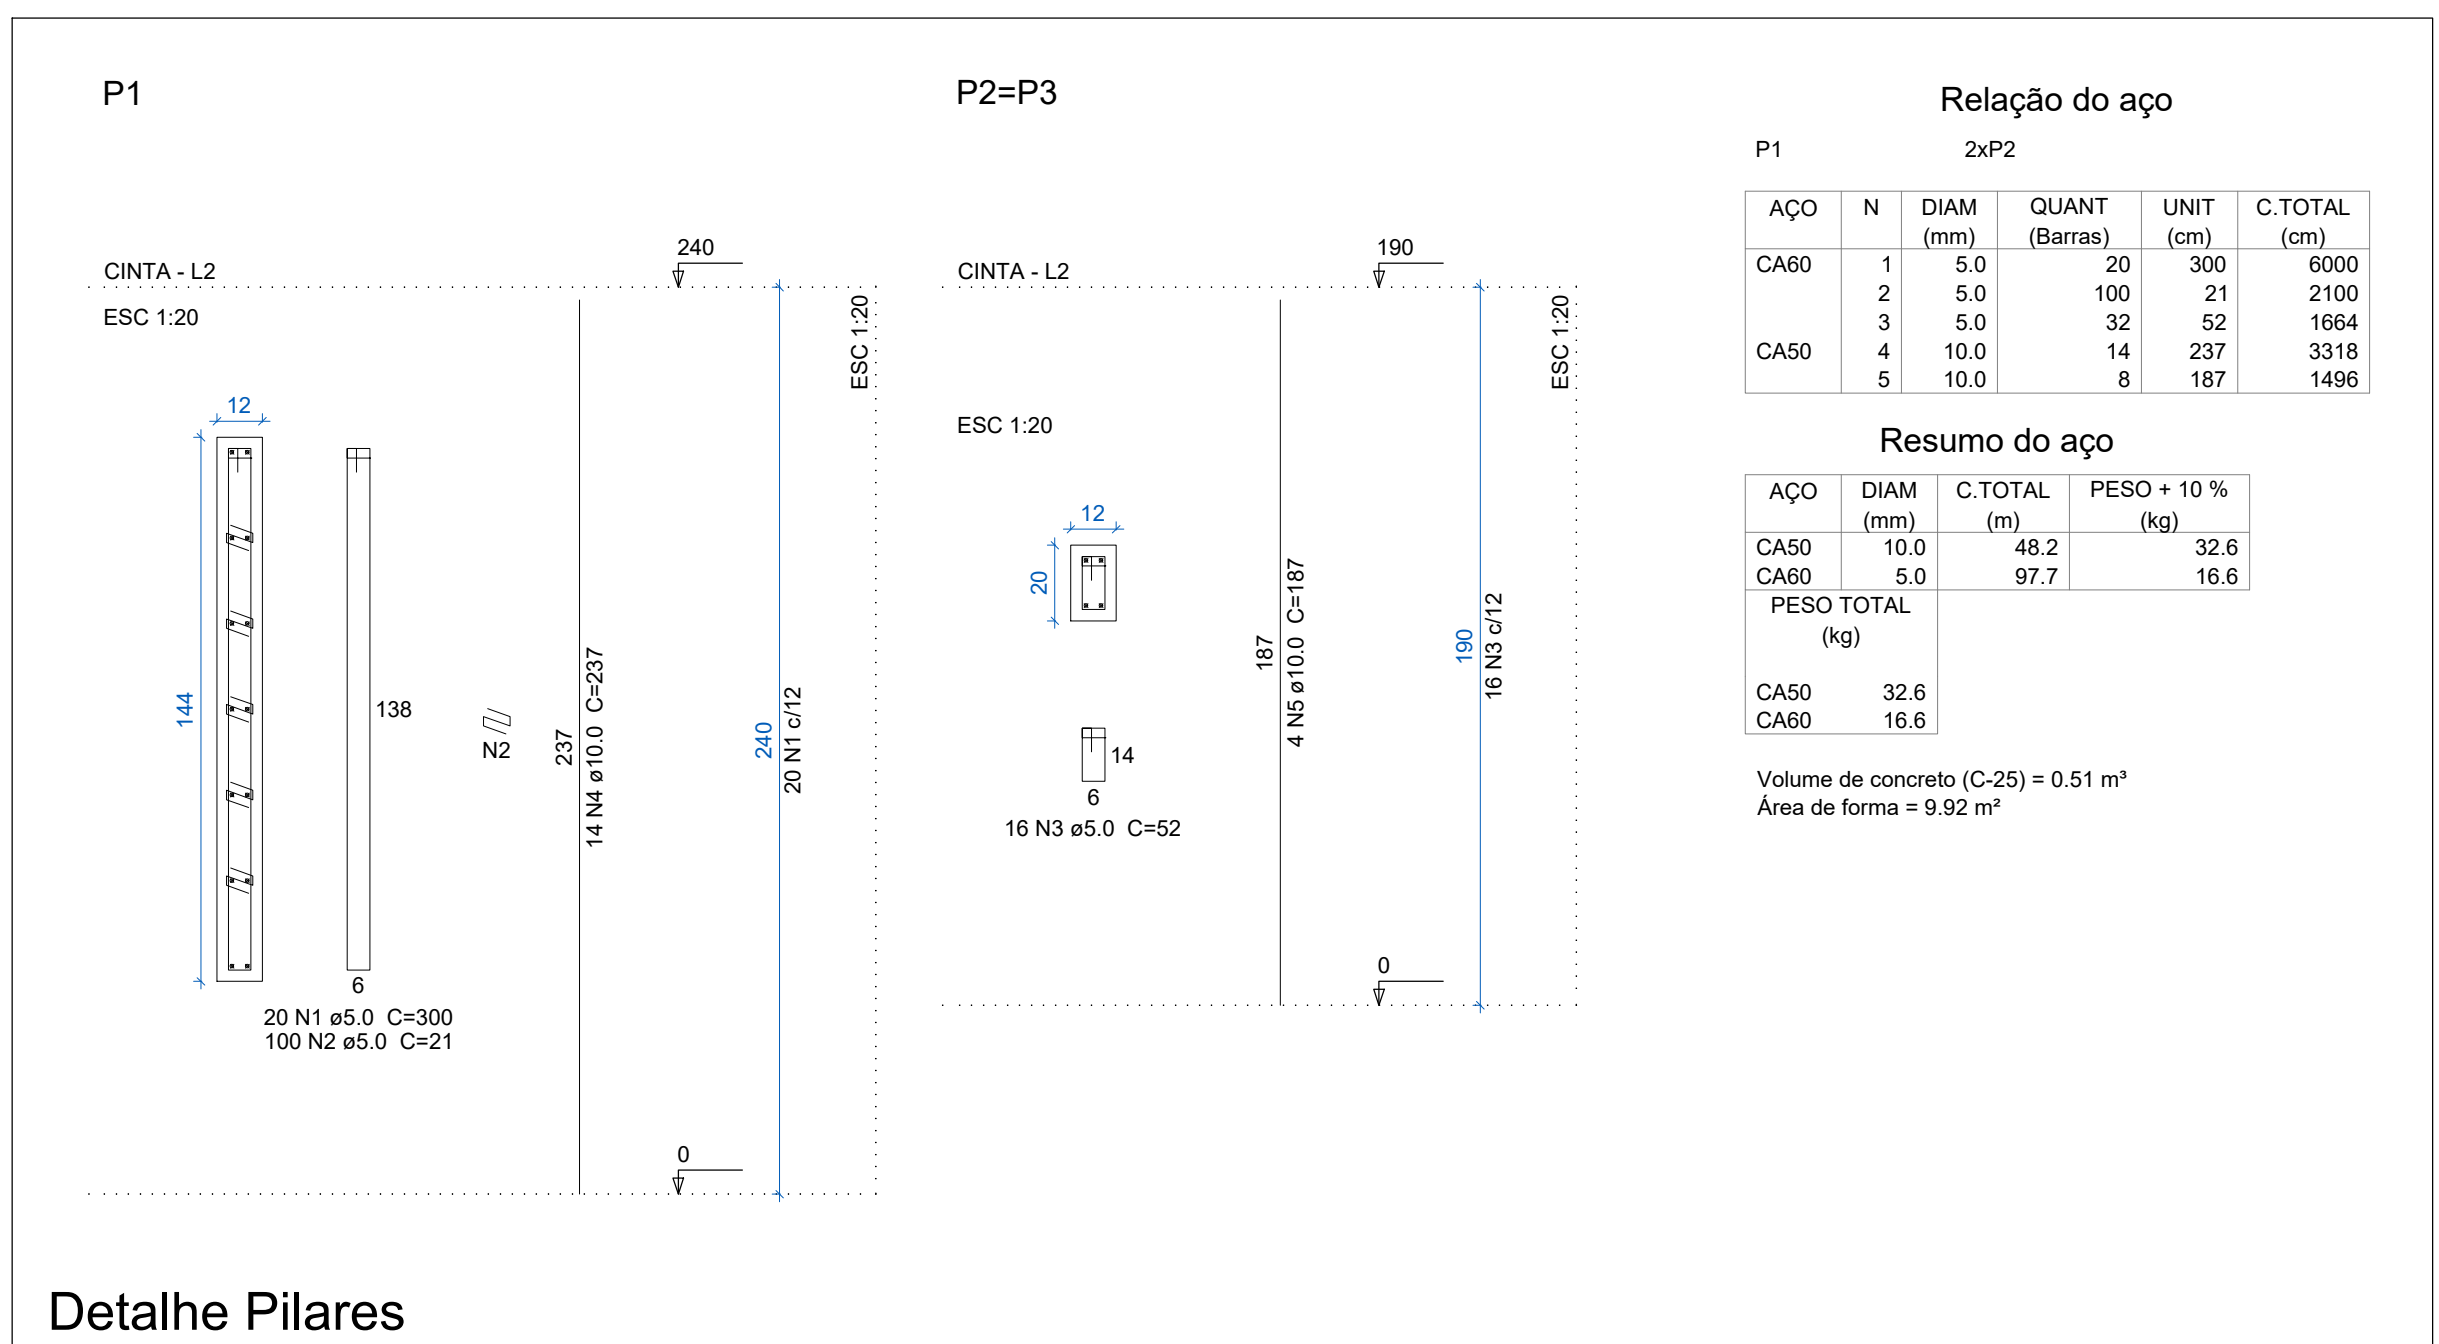 P1
CINTA - L2
240
ESC 1:20
ESC 1:20
12
144
138
6
20 N1 ø5.0 C=300
100 N2 ø5.0 C=21
N2
237
14 N4 ø10.0 C=237
240
20 N1 c/12
0
P2=P3
CINTA - L2
190
ESC 1:20
ESC 1:20
12
20
14
6
16 N3 ø5.0 C=52
187
4 N5 ø10.0 C=187
190
16 N3 c/12
0
Relação do aço
P1 2xP2
AÇO N DIAM QUANT UNIT C.TOTAL
(mm) (Barras) (cm) (cm)
CA60 1 5.0 20 300 6000
2 5.0 100 21 2100
3 5.0 32 52 1664
CA50 4 10.0 14 237 3318
5 10.0 8 187 1496
Resumo do aço
AÇO DIAM C.TOTAL PESO + 10 %
(mm) (m) (kg)
CA50 10.0 48.2 32.6
CA60 5.0 97.7 16.6
PESO TOTAL
(kg)
CA50 32.6
CA60 16.6
Volume de concreto (C-25) = 0.51 m³
Área de forma = 9.92 m²
Detalhe Pilares